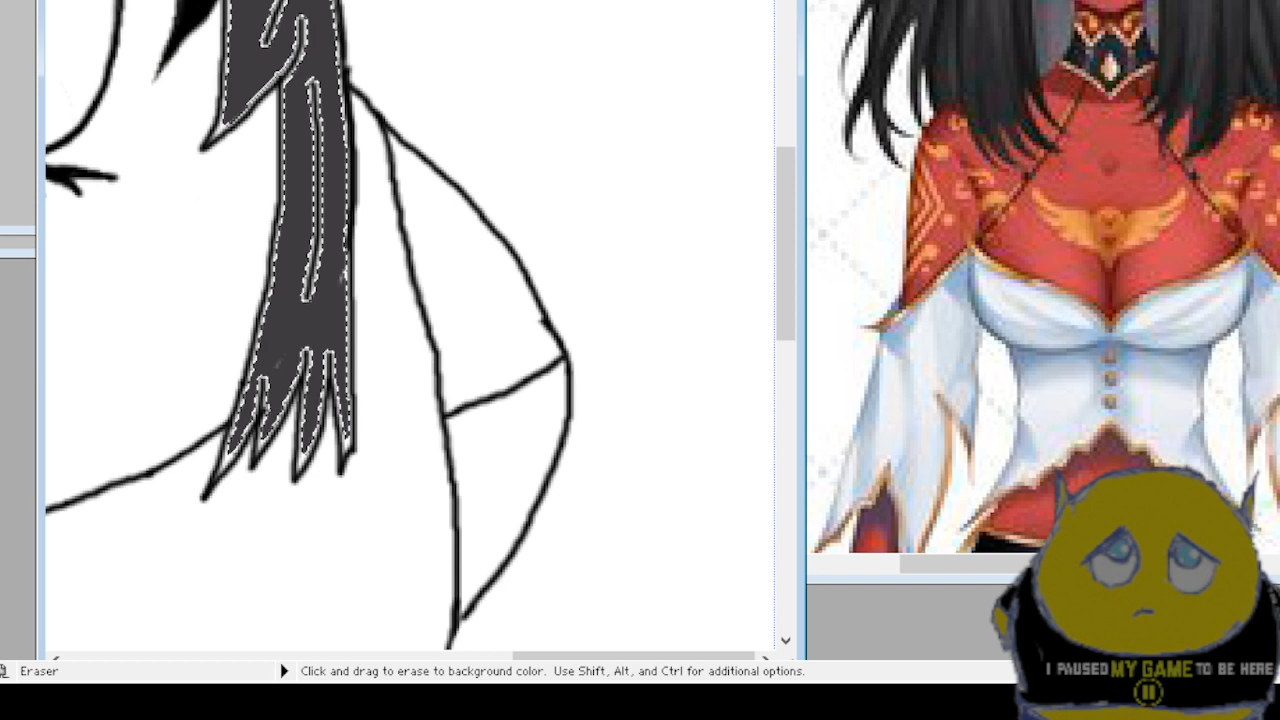 Eraser
Click and drag to erase to background color. Use Shift, Alt, and Ctrl for additional options.
I PAUSED MY GAME TO BE HERE